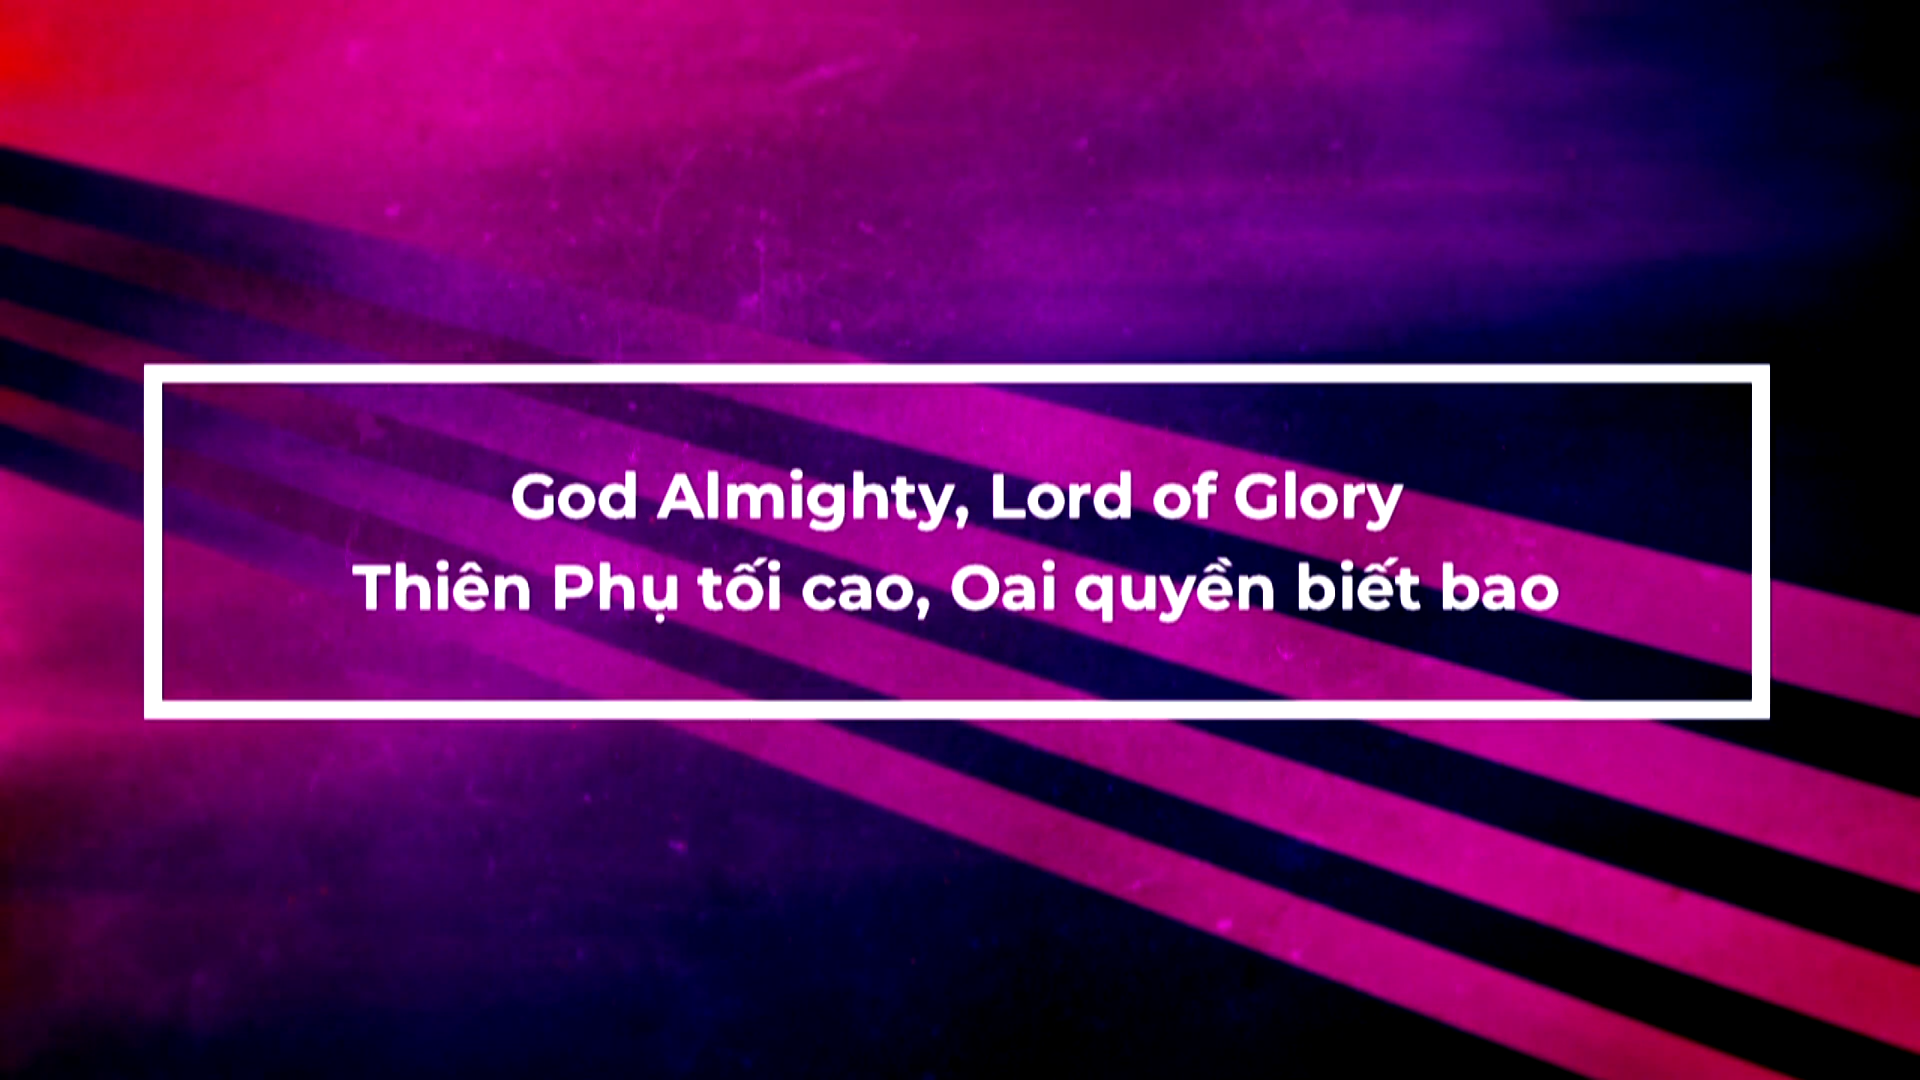 God Almighty, Lord of Glory
Thiên Phụ tối cao, Oai quyền biết bao